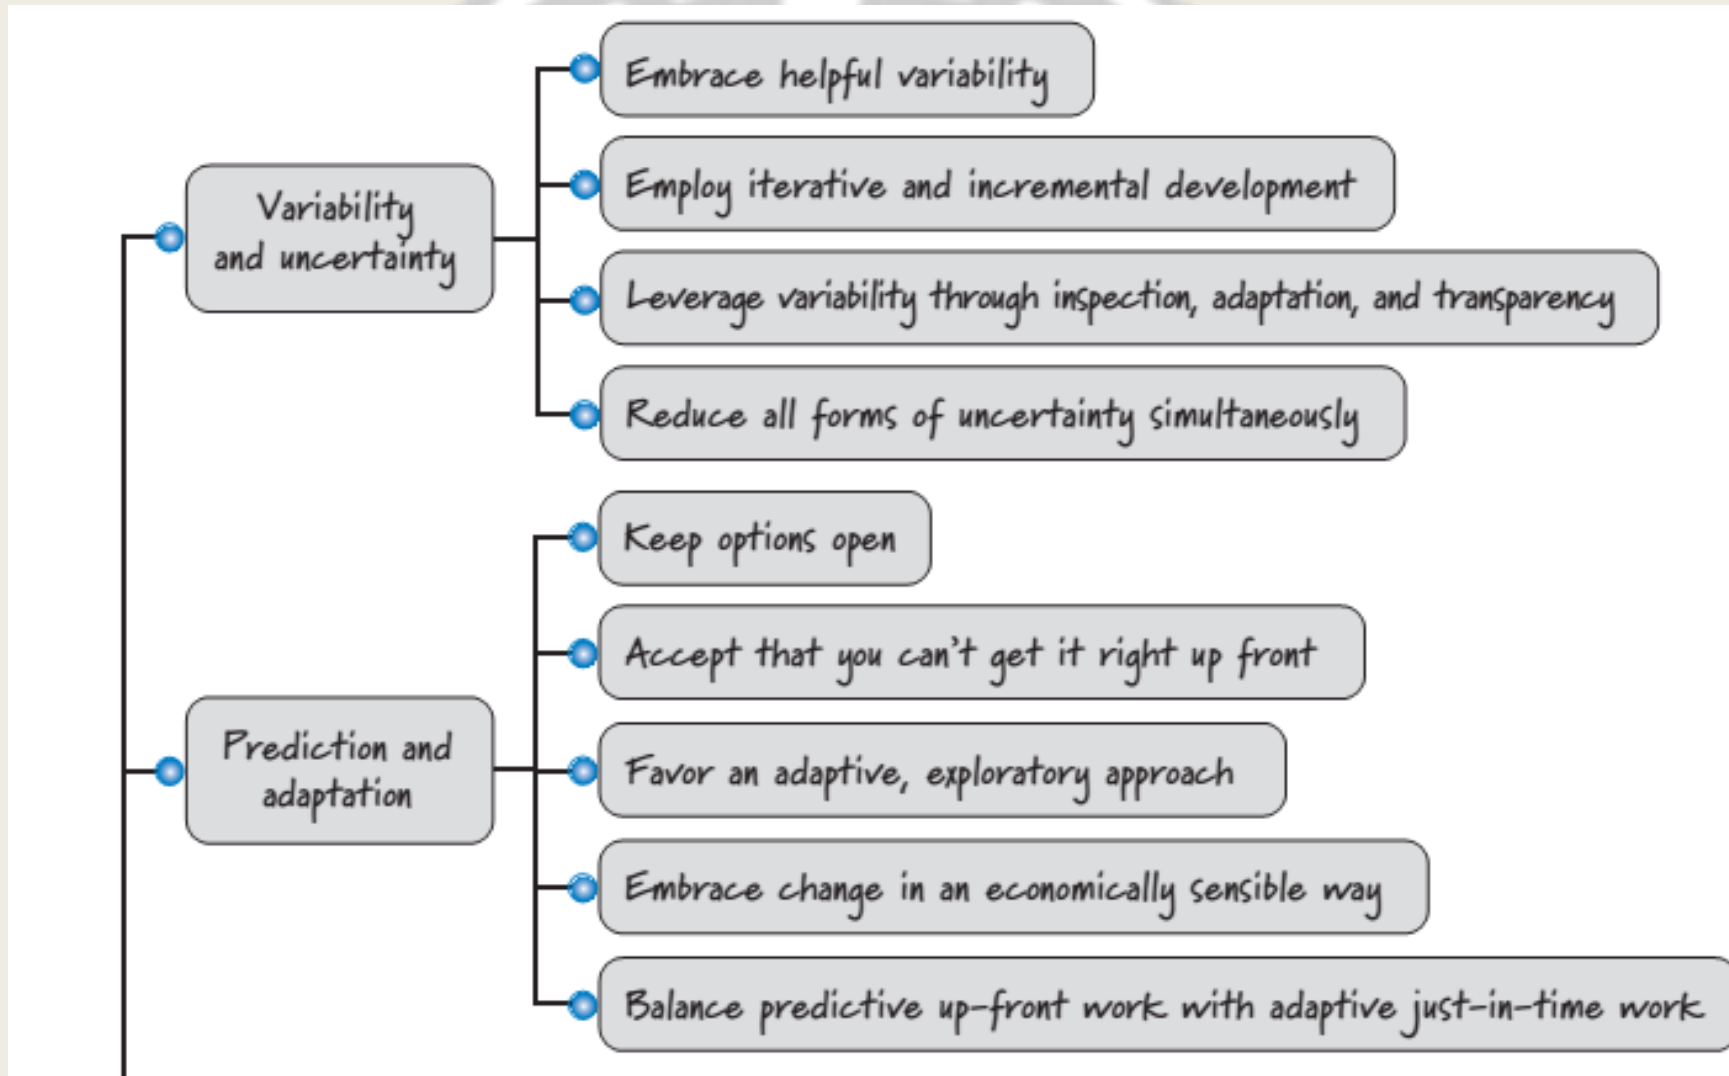 Variability
and uncertainty
Embrace helpful variability
Employ iterative and incremental development
Leverage variability through inspection, adaptation, and transparency
Reduce all forms of uncertainty simultaneously
Prediction and
adaptation
Keep options open
Accept that you can't get it right up front
Favor an adaptive, exploratory approach
Embrace change in an economically sensible way
Balance predictive up-front work with adaptive just-in-time work